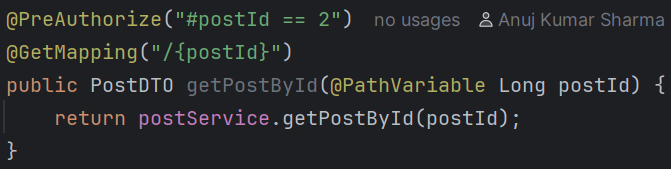 @PreAuthorize("#postId == 2")   no usages   Anuj Kumar Sharma
@GetMapping("/{postId}")
public PostDTO getPostById(@PathVariable Long postId) {
    return postService.getPostById(postId);
}